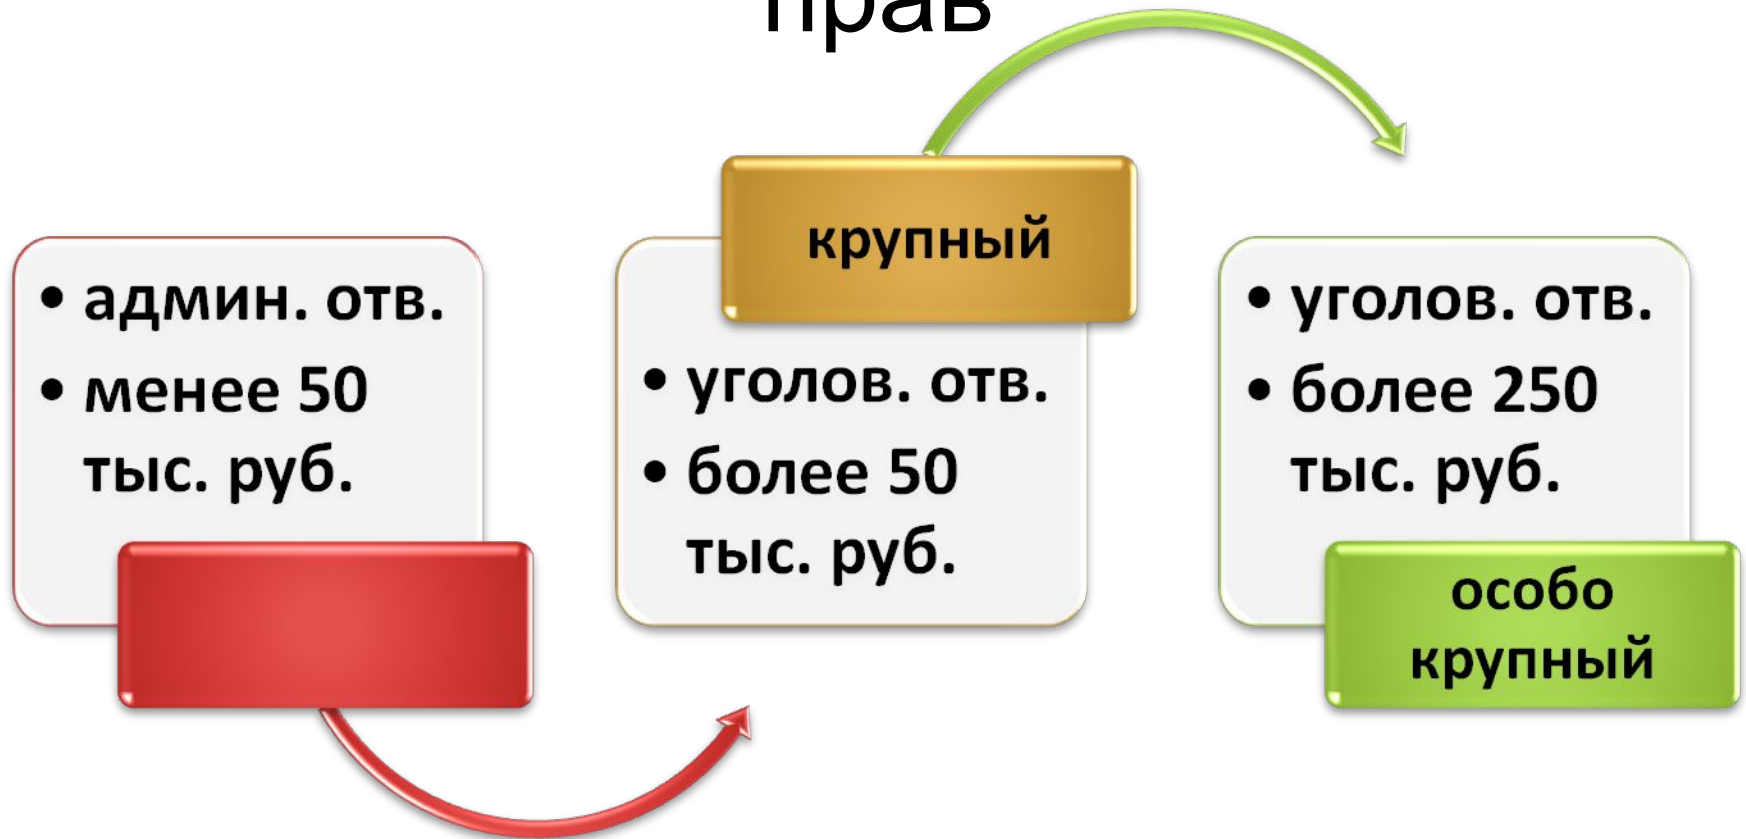 прав
• админ. отв.
• менее 50
тыс. руб.
крупный
• уголов. отв.
• более 50
тыс. руб.
• уголов. отв.
• более 250
тыс. руб.
особо
крупный